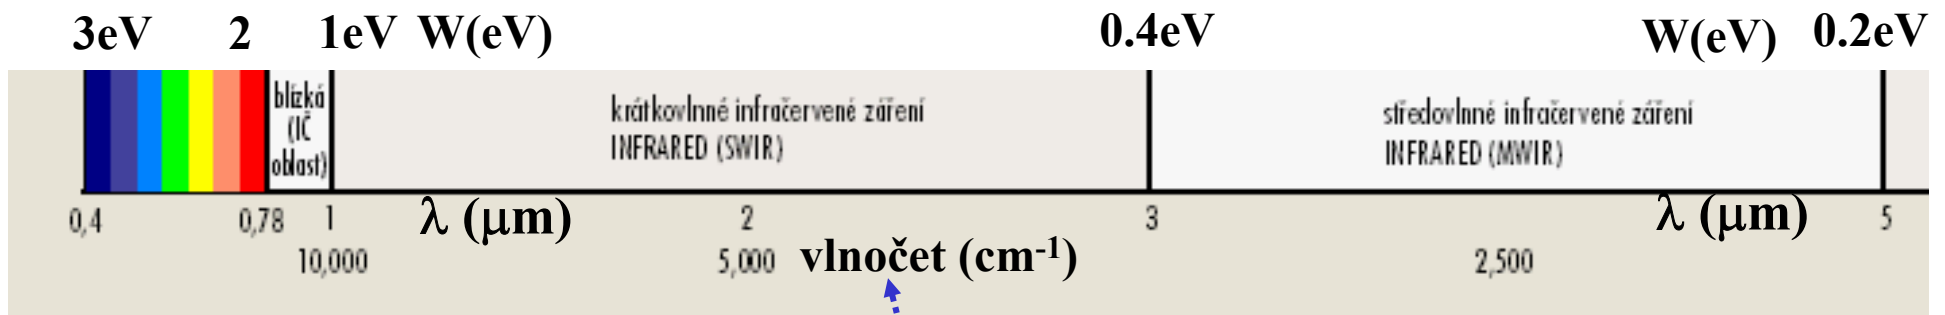 3eV 2 1eV W(eV) 0.4eV W(eV) 0.2eV
blízká
(IČ
oblast)
krátkovlnné infračervené záření
INFRARED (SWIR)
středovlnné infračervené záření
INFRARED (MWIR)
0,4 0,78 1 λ (μm) 2 3 λ (μm) 5
10,000 5,000 vlnočet (cm-1) 2,500